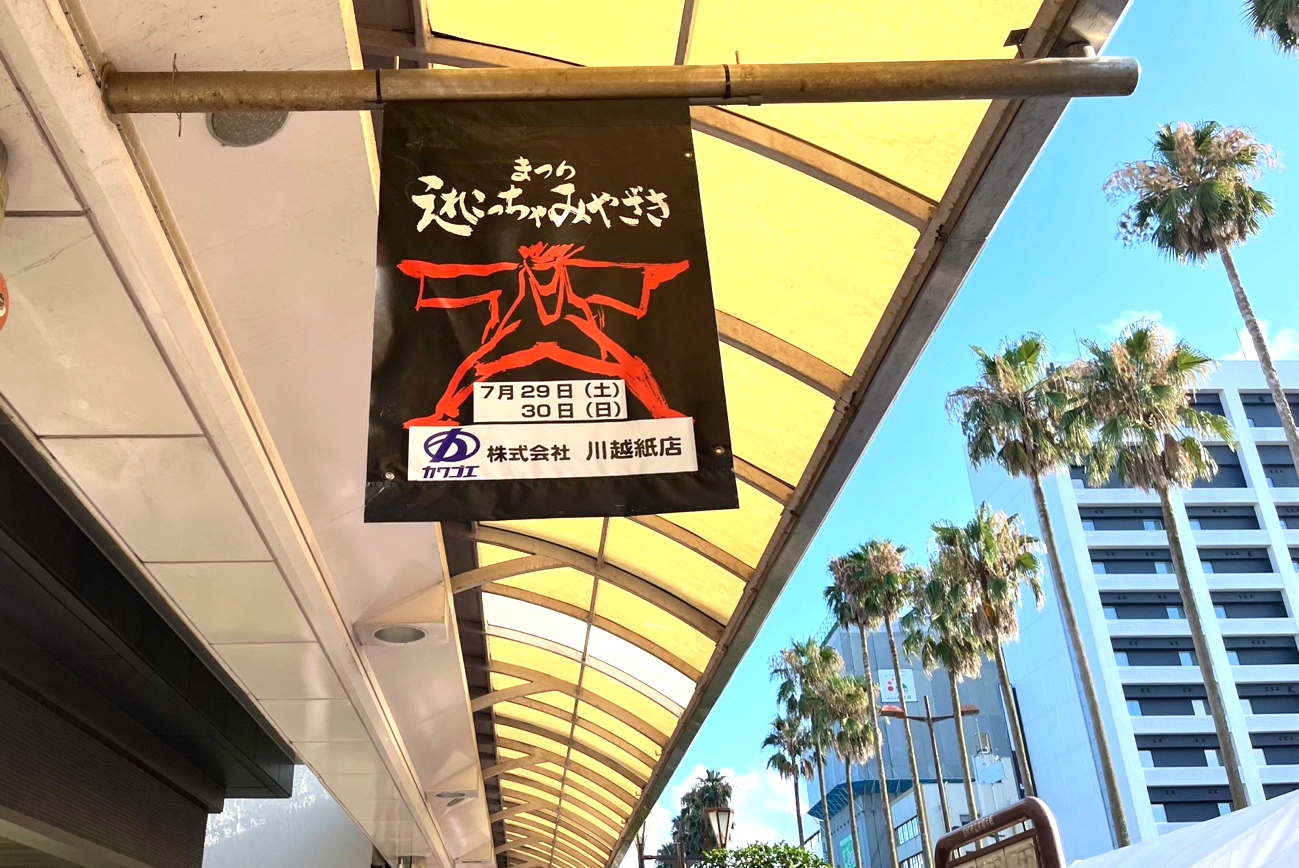 まつり
えれこっちゃみやざき
7月29日(土)
30日(日)
カワゴエ
株式会社 川越紙店